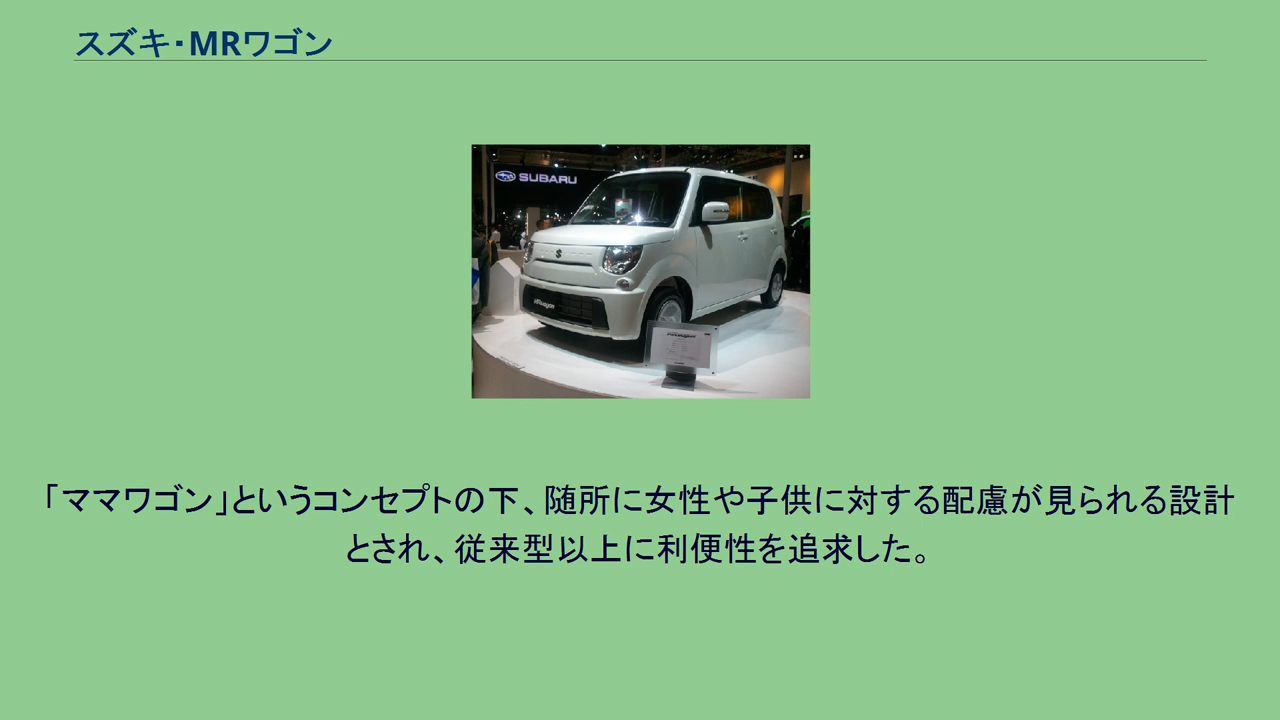 スズキ・MRワゴン
SUBARU
MRwagon
「ママワゴン」というコンセプトの下、随所に女性や子供に対する配慮が見られる設計
とされ、従来型以上に利便性を追求した。